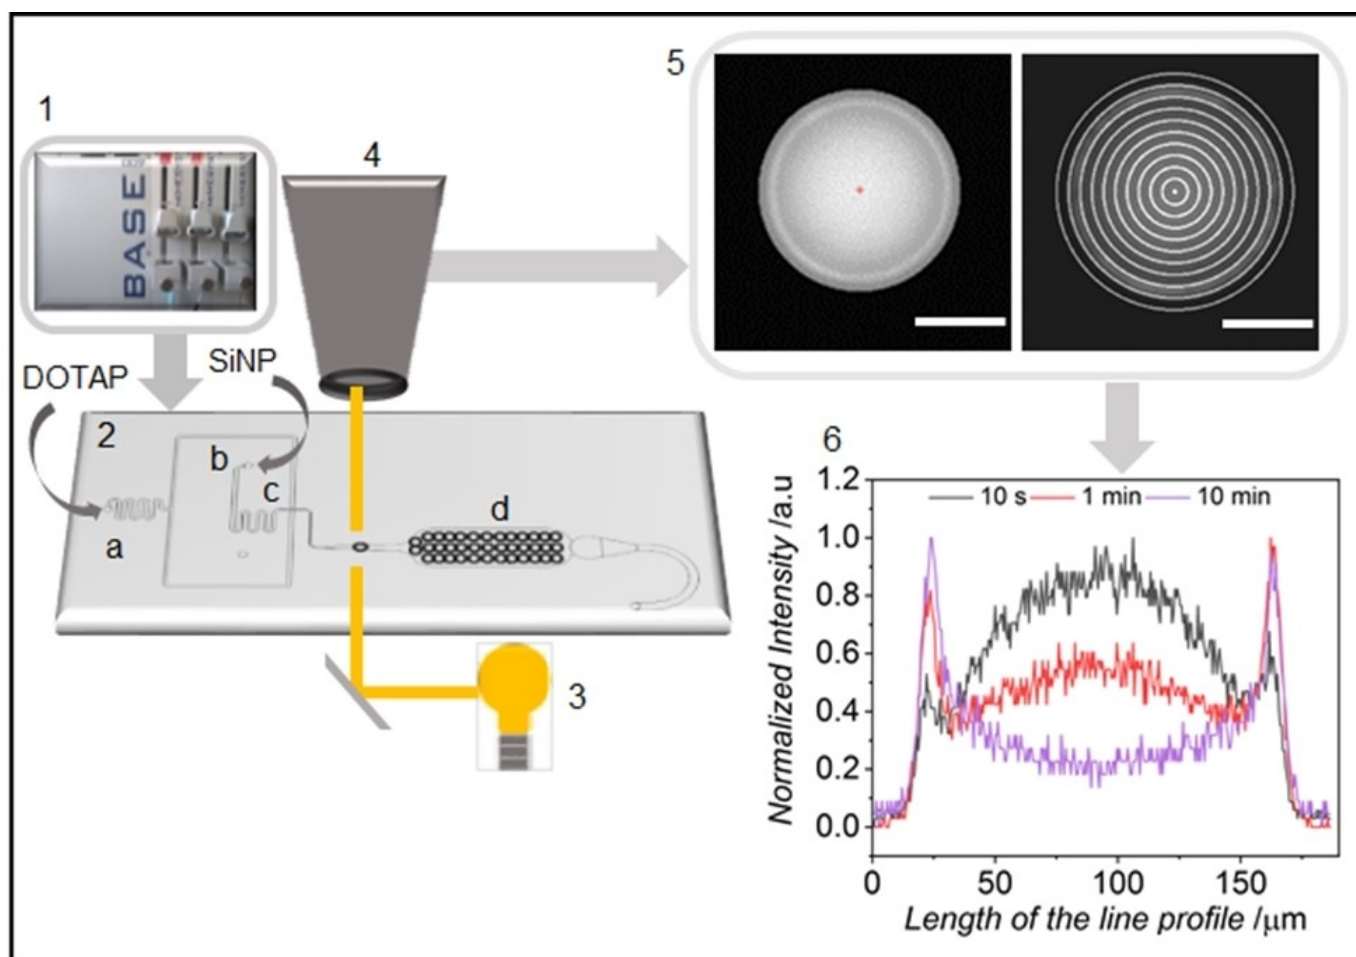 1
BASE
4
5
DOTAP
SiNP
2
b
c
a
d
3
6
10 s 1 min 10 min
Normalized Intensity /a.u
1.2
1.0
0.8
0.6
0.4
0.2
0.0
0 50 100 150
Length of the line profile /μm